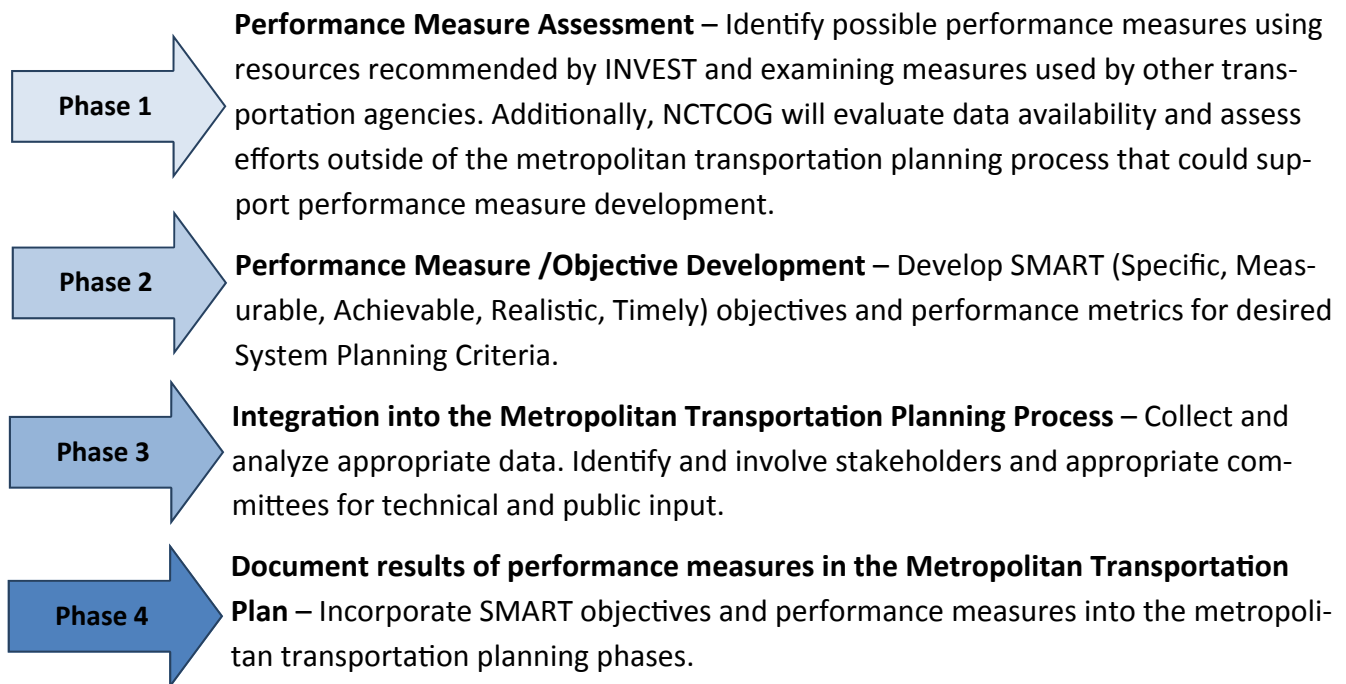 Performance Measure Assessment – Identify possible performance measures using
resources recommended by INVEST and examining measures used by other trans-
Phase 1
portation agencies. Additionally, NCTCOG will evaluate data availability and assess
efforts outside of the metropolitan transportation planning process that could sup-
port performance measure development.
Performance Measure /Objective Development – Develop SMART (Specific, Meas-
Phase 2
urable, Achievable, Realistic, Timely) objectives and performance metrics for desired
System Planning Criteria.
Integration into the Metropolitan Transportation Planning Process – Collect and
Phase 3
analyze appropriate data. Identify and involve stakeholders and appropriate com-
mittees for technical and public input.
Document results of performance measures in the Metropolitan Transportation
Phase 4
Plan – Incorporate SMART objectives and performance measures into the metropoli-
tan transportation planning phases.